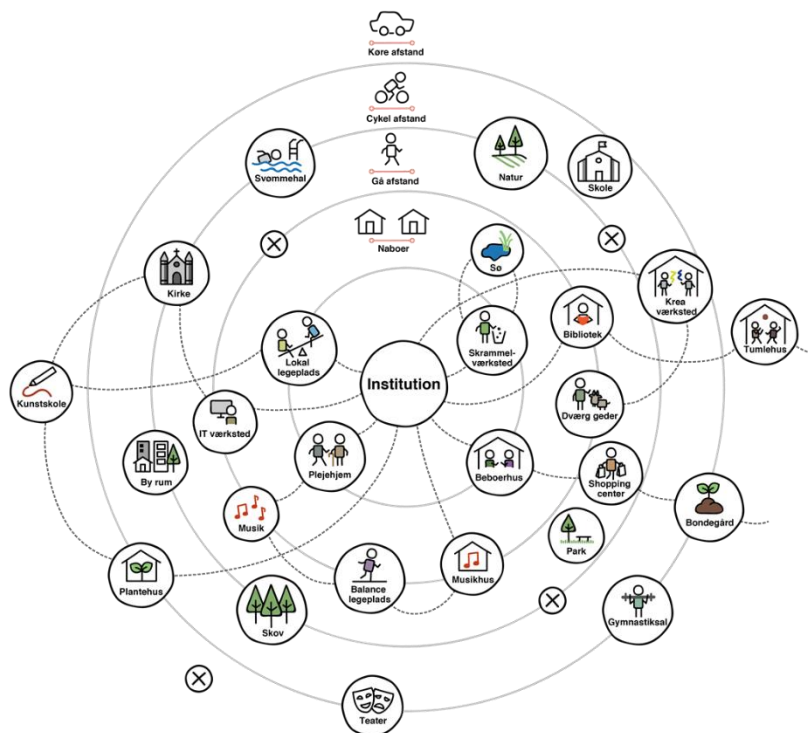 Køre afstand
Cykel afstand
Gå afstand
Naboer
Svømmehal
Natur
Skole
Kirke
Sø
Krea
værksted
Lokal
legeplads
Skrammel-
værksted
Bibliotek
Tumlehus
Institution
Kunstskole
IT værksted
Dværg geder
By rum
Plejehjem
Beboerhus
Shopping
center
Musik
Park
Bondegård
Plantehus
Balance
legeplads
Musikhus
Skov
Gymnastiksal
Teater